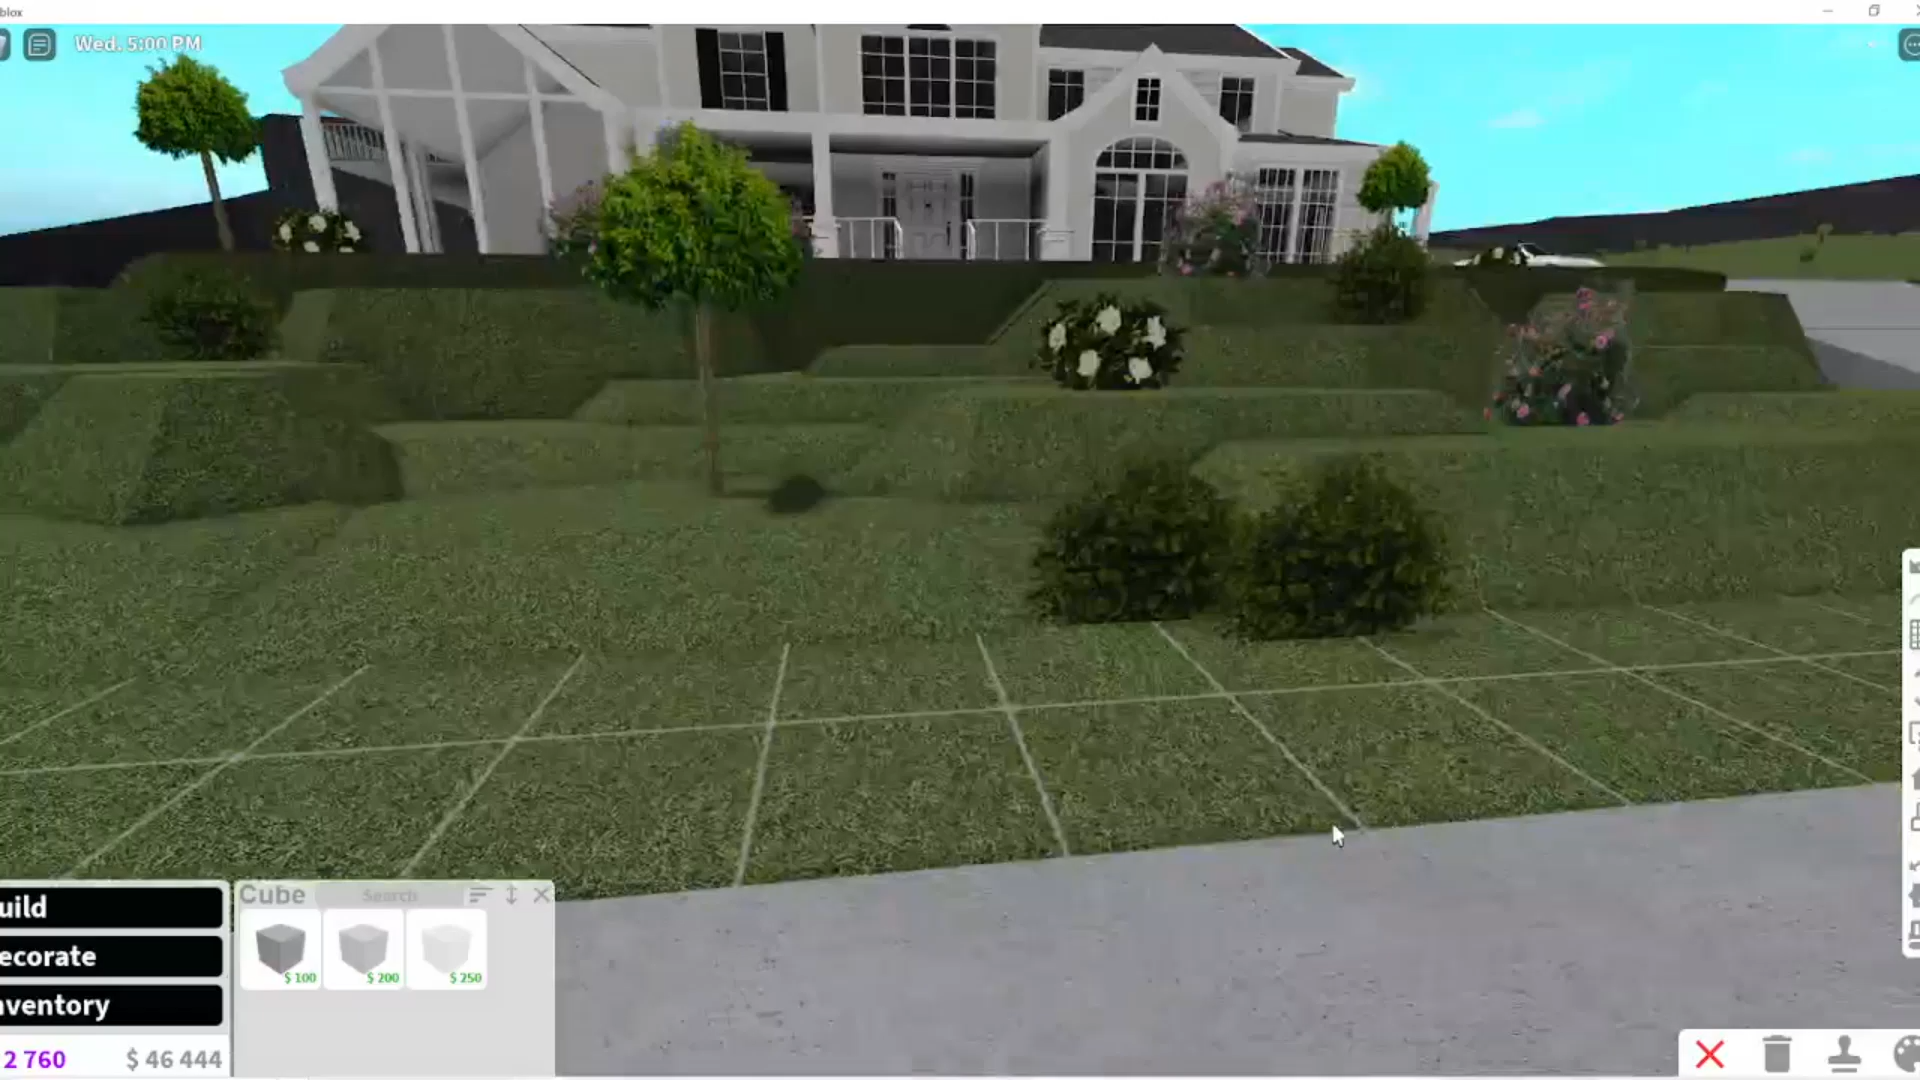 blox
Wed. 5:00 PM
uild
ecorate
nventory
2 760
$ 46 444
Cube
Search
$ 100
$ 200
$ 250